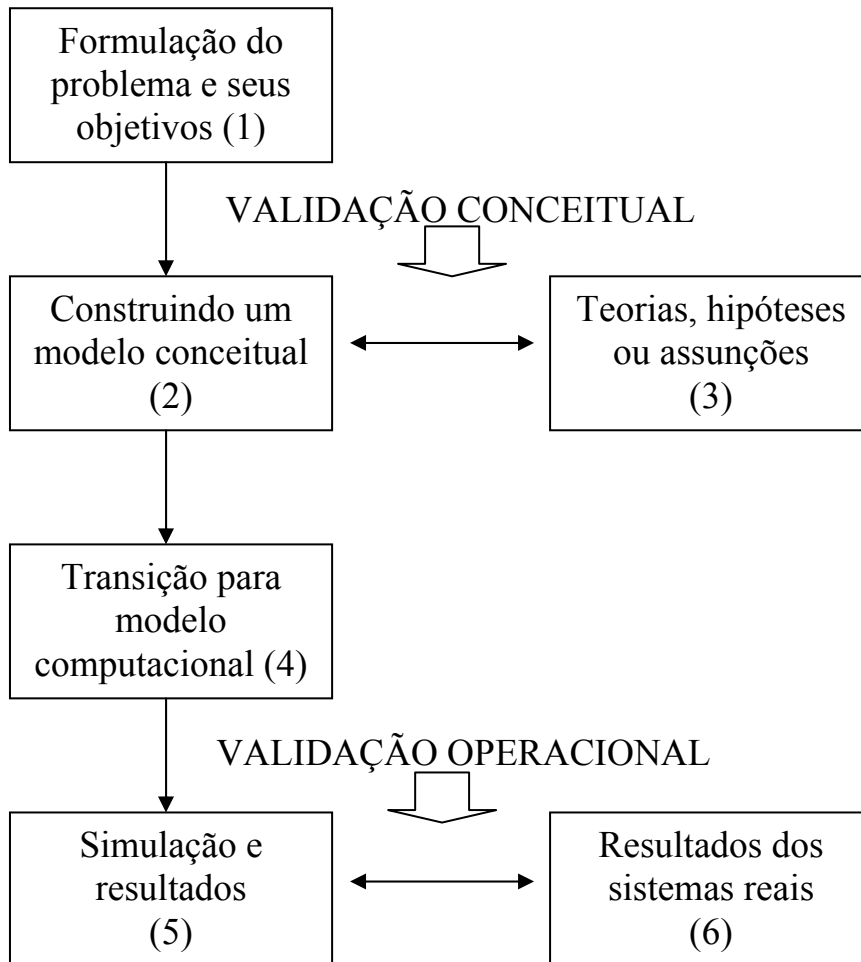 Formulação do
problema e seus
objetivos (1)
VALIDAÇÃO CONCEITUAL
Construindo um
modelo conceitual
(2)
Teorias, hipóteses
ou assunções
(3)
Transição para
modelo
computacional (4)
VALIDAÇÃO OPERACIONAL
Simulação e
resultados
(5)
Resultados dos
sistemas reais
(6)